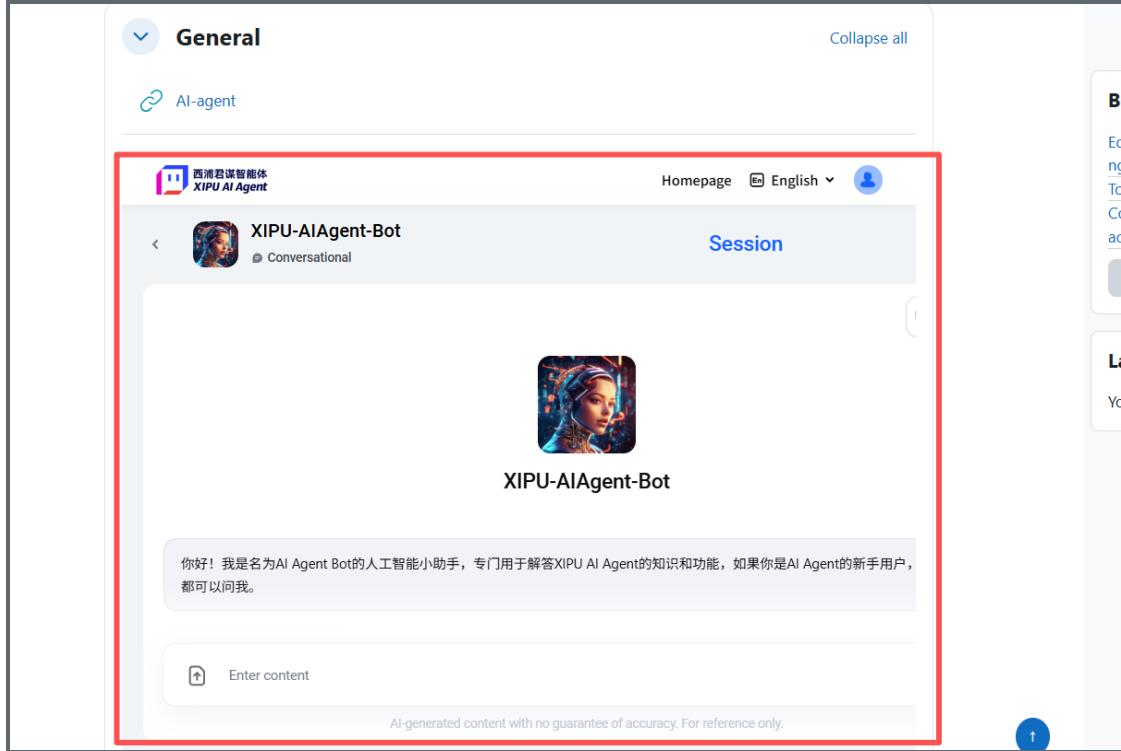 General
Collapse all
AI-agent
西浦君谋智能体
XIPU AI Agent
Homepage
En
English
XIPU-AIAgent-Bot
Conversational
Session
XIPU-AIAgent-Bot
你好！我是名为AI Agent Bot的人工智能小助手，专门用于解答XIPU AI Agent的知识和功能，如果你是AI Agent的新手用户，
都可以问我。
Enter content
AI-generated content with no guarantee of accuracy. For reference only.